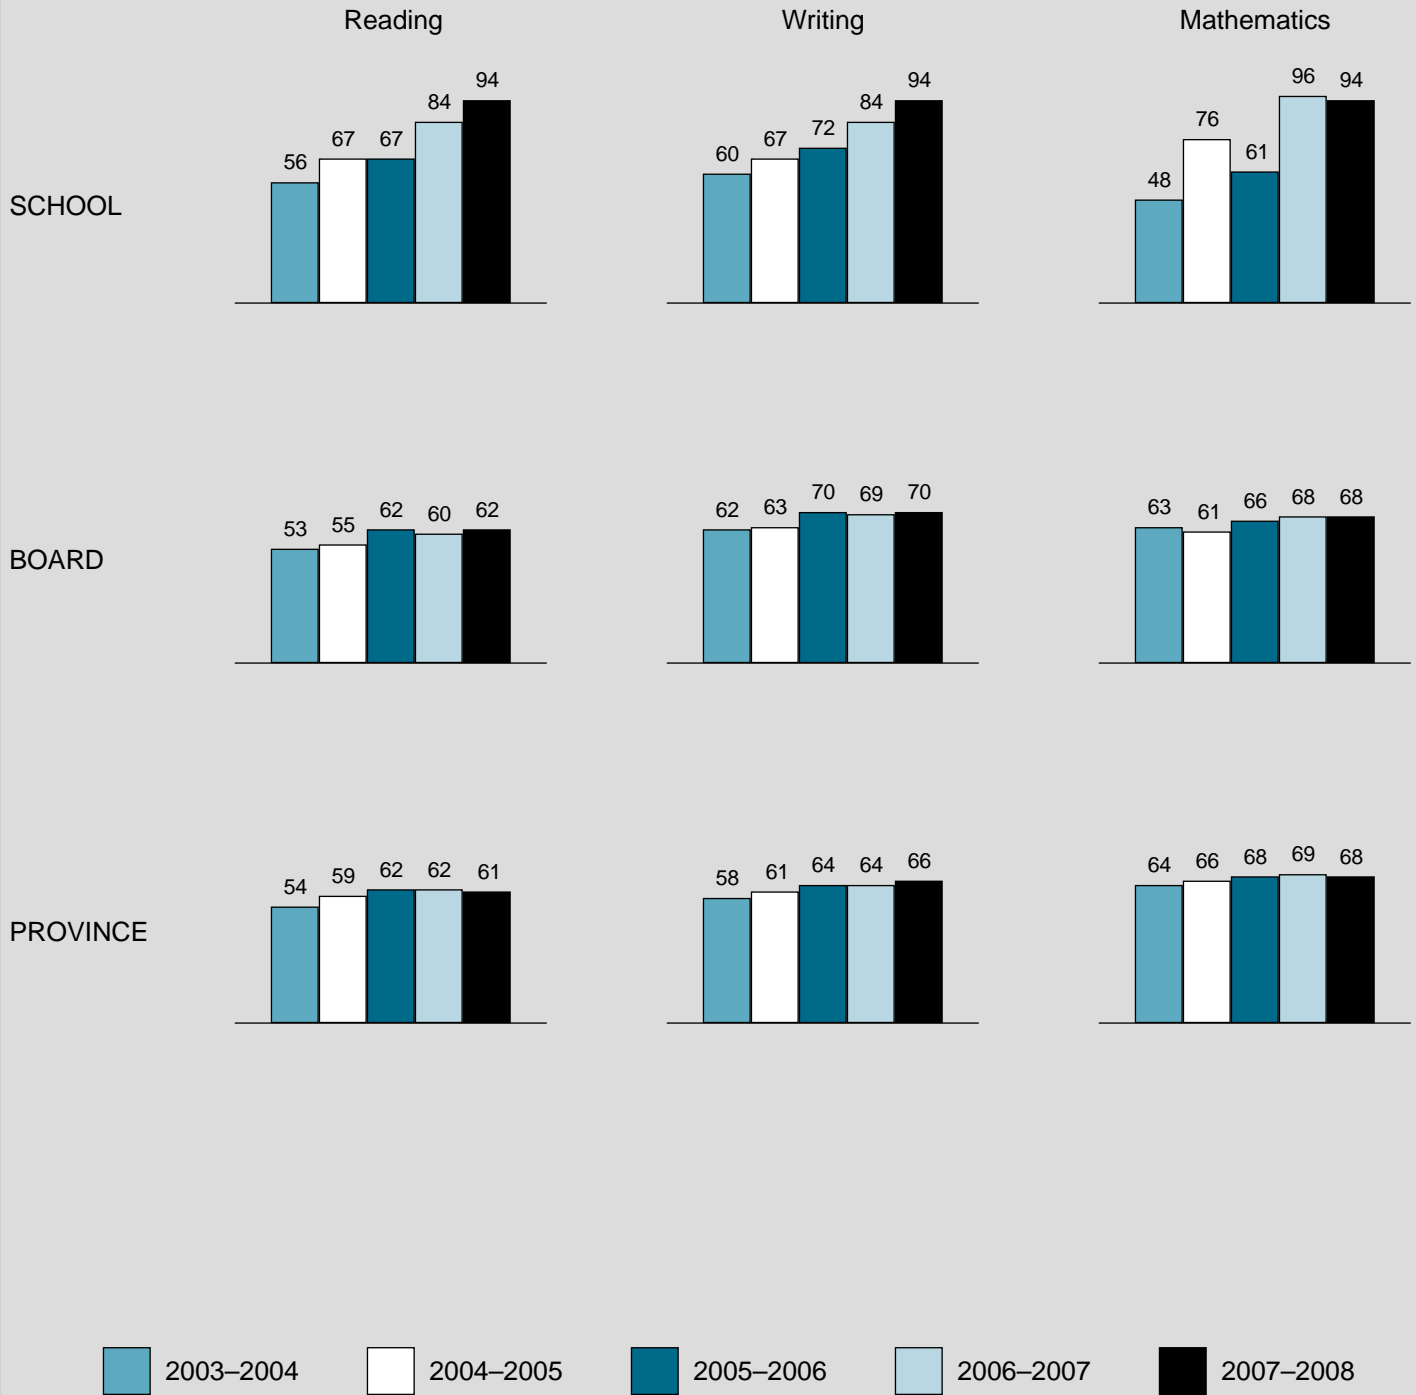 Reading Writing Mathematics
SCHOOL
56 67 67 84 94
60 67 72 84 94
48 76 61 96 94
BOARD
53 55 62 60 62
62 63 70 69 70
63 61 66 68 68
PROVINCE
54 59 62 62 61
58 61 64 64 66
64 66 68 69 68
2003–2004 2004–2005 2005–2006 2006–2007 2007–2008